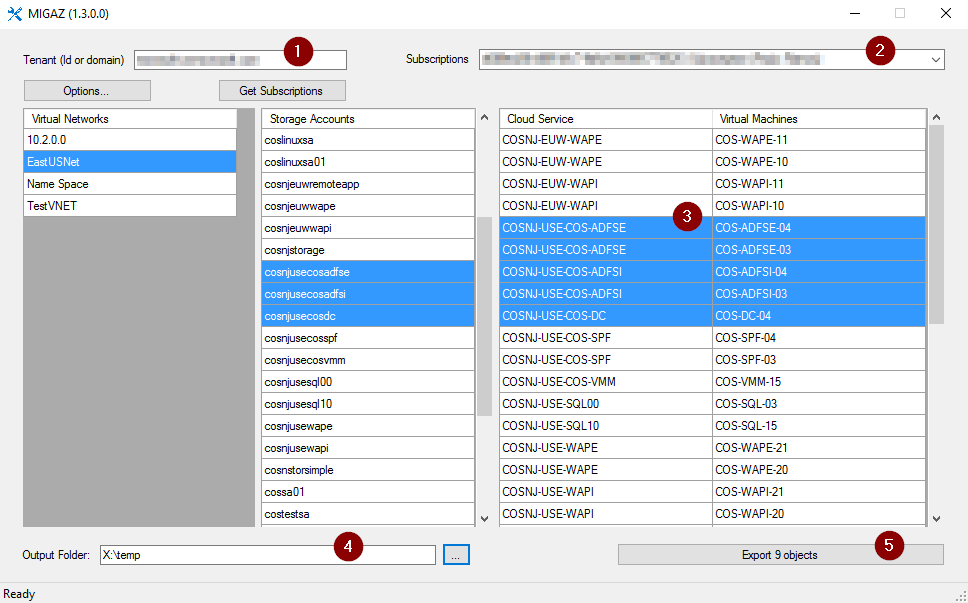 MIGAZ (1.3.0.0)
Tenant (Id or domain) 1
Subscriptions 2
Options... Get Subscriptions
Virtual Networks
10.2.0.0
EastUSNet
Name Space
TestVNET
Storage Accounts
coslinuxsa
coslinuxsa01
cosnjeuwremoteapp
cosnjeuwwape
cosnjeuwwapi
cosnjstorage
cosnjusecosadfse
cosnjusecosadfsi
cosnjusecosdc
cosnjusecosspf
cosnjusecosvmm
cosnjusesql00
cosnjusesql10
cosnjusewape
cosnjusewapi
cosnstorsimple
cossa01
costestsa
Cloud Service Virtual Machines
COSNJ-EUW-WAPE COS-WAPE-11
COSNJ-EUW-WAPE COS-WAPE-10
COSNJ-EUW-WAPI COS-WAPI-11
COSNJ-EUW-WAPI COS-WAPI-10
3
COSNJ-USE-COS-ADFSE COS-ADFSE-04
COSNJ-USE-COS-ADFSE COS-ADFSE-03
COSNJ-USE-COS-ADFSI COS-ADFSI-04
COSNJ-USE-COS-ADFSI COS-ADFSI-03
COSNJ-USE-COS-DC COS-DC-04
COSNJ-USE-COS-SPF COS-SPF-04
COSNJ-USE-COS-SPF COS-SPF-03
COSNJ-USE-COS-VMM COS-VMM-15
COSNJ-USE-SQL00 COS-SQL-03
COSNJ-USE-SQL10 COS-SQL-15
COSNJ-USE-WAPE COS-WAPE-21
COSNJ-USE-WAPE COS-WAPE-20
COSNJ-USE-WAPI COS-WAPI-21
COSNJ-USE-WAPI COS-WAPI-20
Output Folder: X:\temp 4 ... Export 9 objects 5
Ready